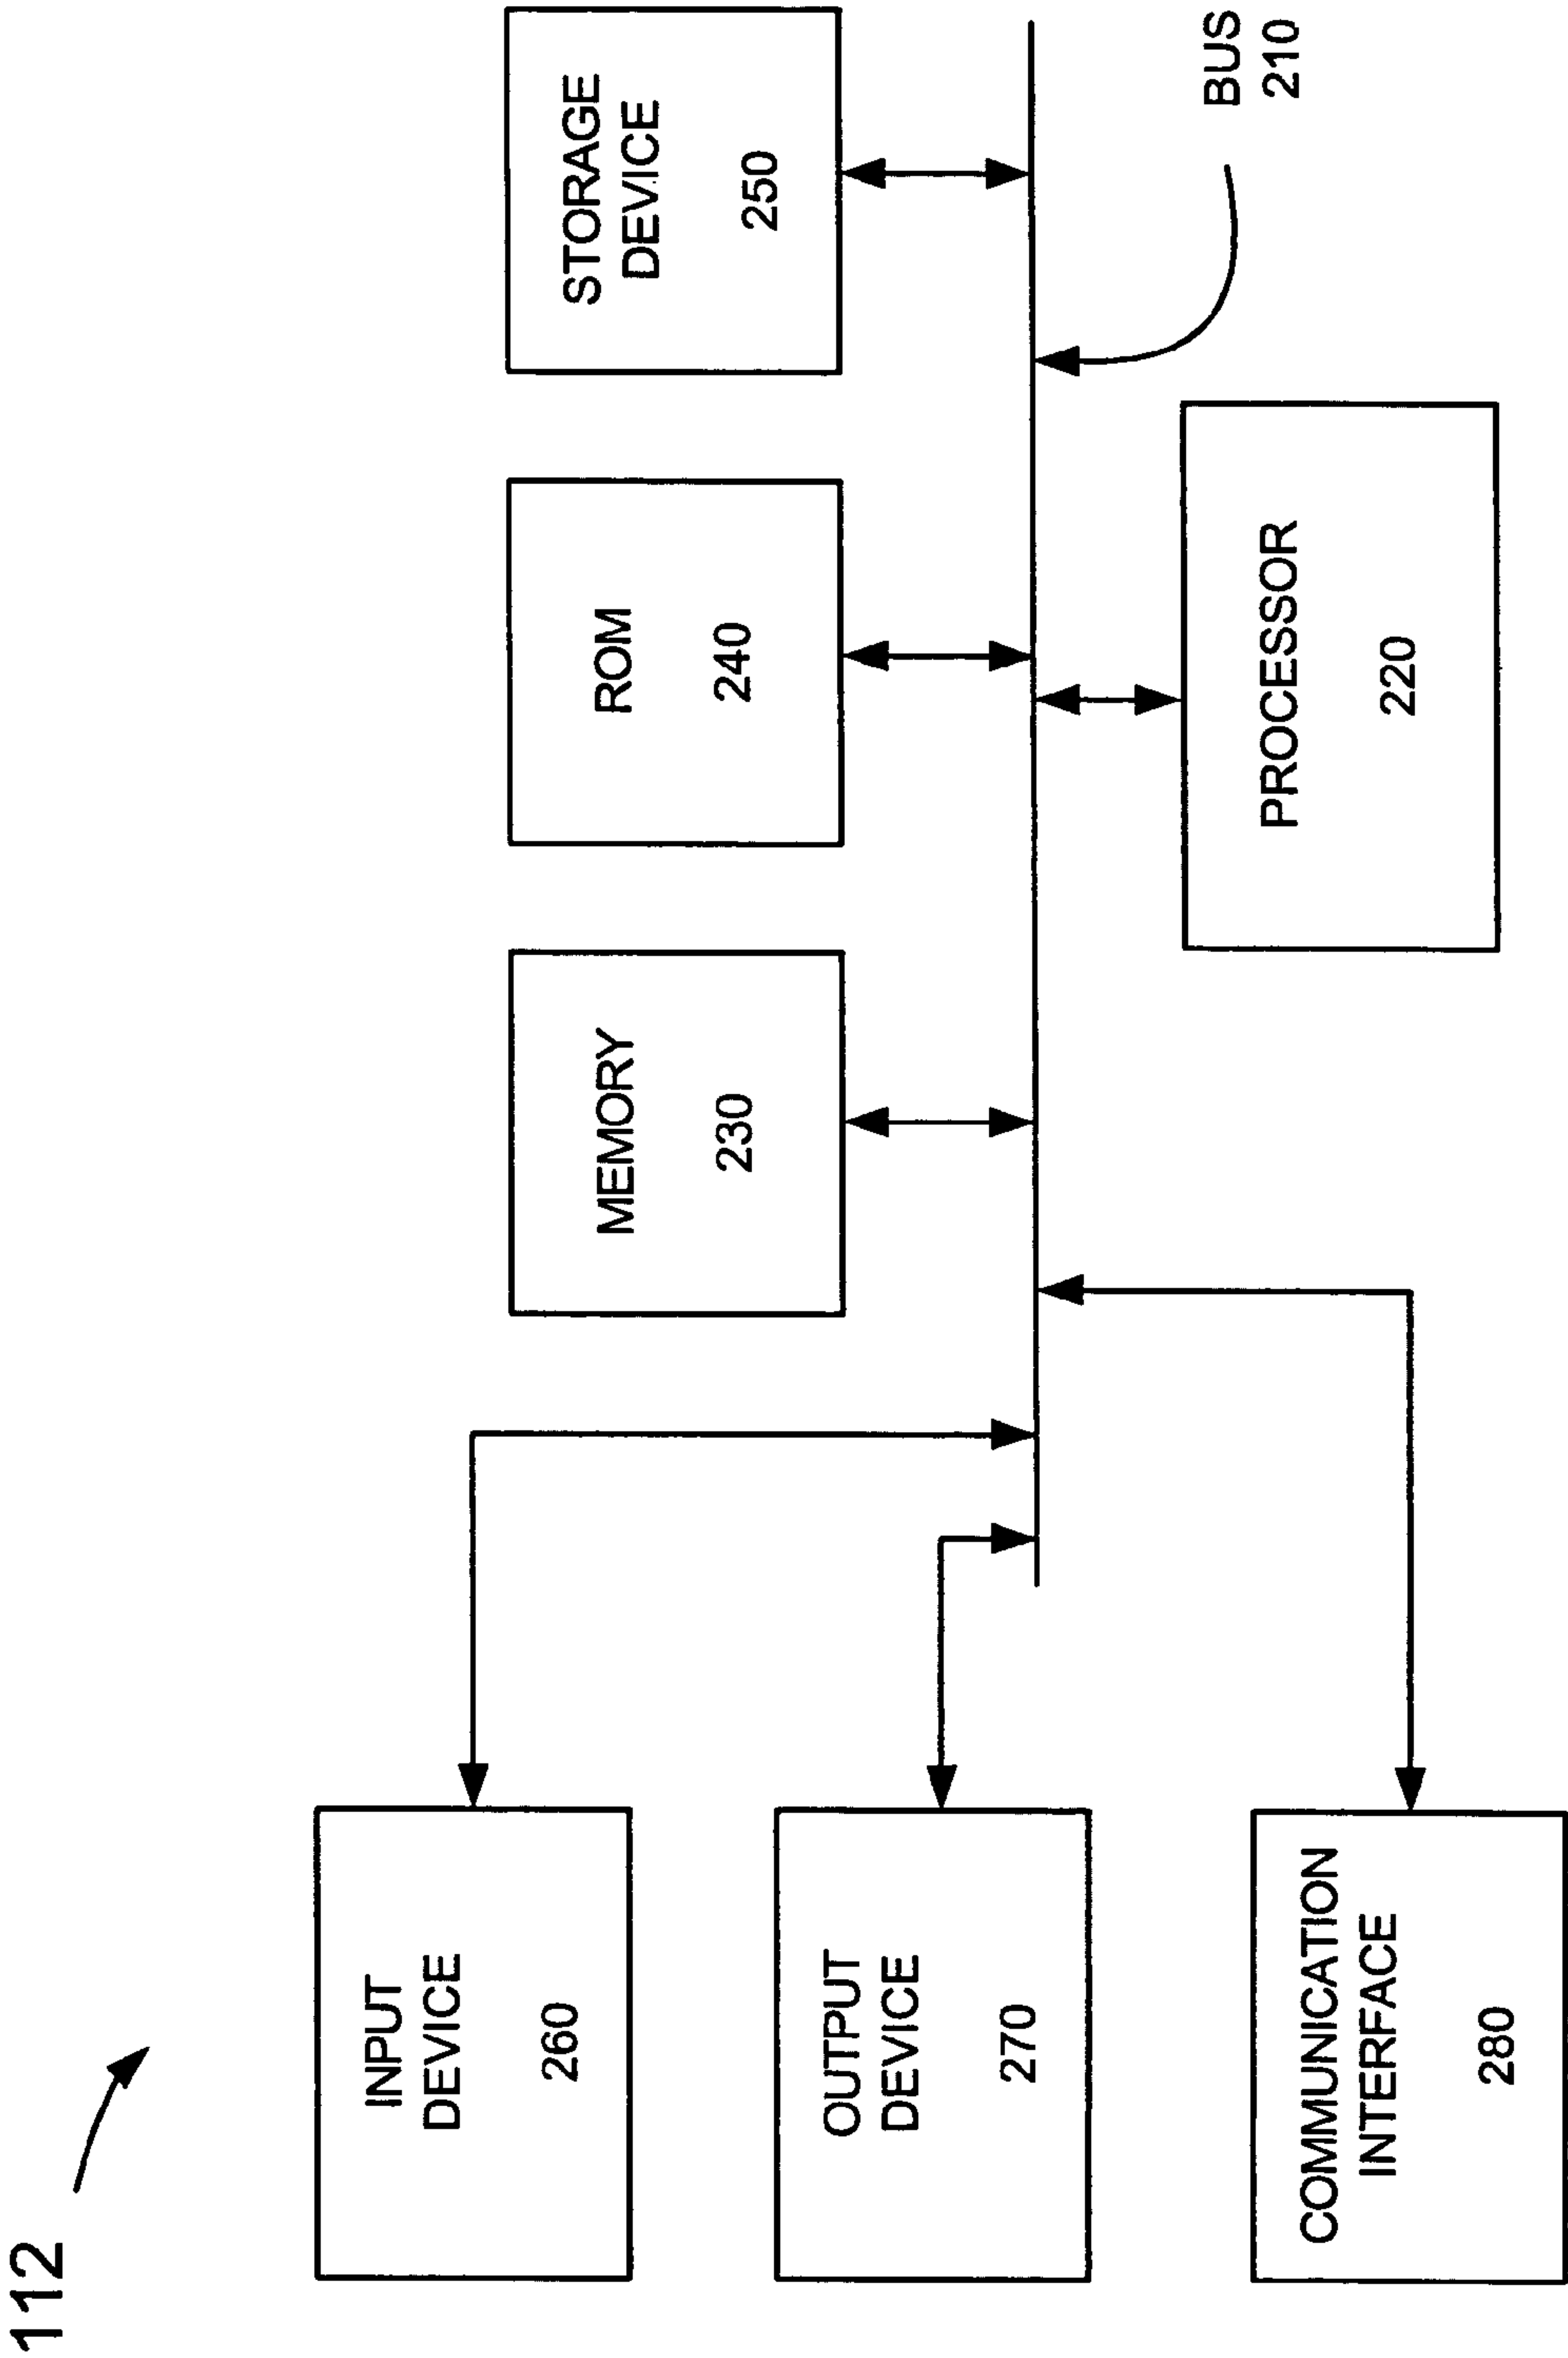 112
INPUT
DEVICE
260
OUTPUT
DEVICE
270
COMMUNICATION
INTERFACE
280
MEMORY
230
ROM
240
STORAGE
DEVICE
250
PROCESSOR
220
BUS
210